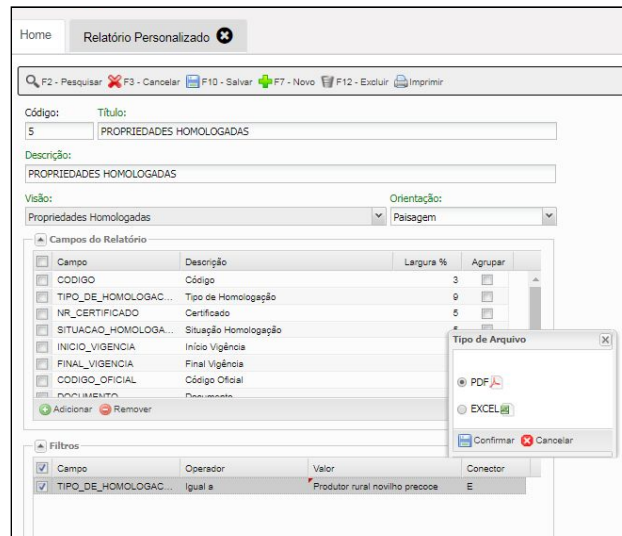 Home
Relatório Personalizado
F2 - Pesquisar F3 - Cancelar F10 - Salvar F7 - Novo F12 - Excluir Imprimir
Código: Título:
5 PROPRIEDADES HOMOLOGADAS
Descrição:
PROPRIEDADES HOMOLOGADAS
Visão: Orientação:
Propriedades Homologadas Paisagem
Campos do Relatório
Campo Descrição Largura % Agrupar
CODIGO Código 3
TIPO_DE_HOMOLOGAC... Tipo de Homologação 9
NR_CERTIFICADO Certificado 5
SITUACAO_HOMOLOGA... Situação Homologação
INICIO_VIGENCIA Início Vigência
FINAL_VIGENCIA Final Vigência
CODIGO_OFICIAL Código Oficial
DOCUMENTO Documento
Adicionar Remover
Tipo de Arquivo
PDF
EXCEL
Confirmar Cancelar
Filtros
Campo Operador Valor Conector
TIPO_DE_HOMOLOGAC... Igual a Produtor rural novilho precoce E